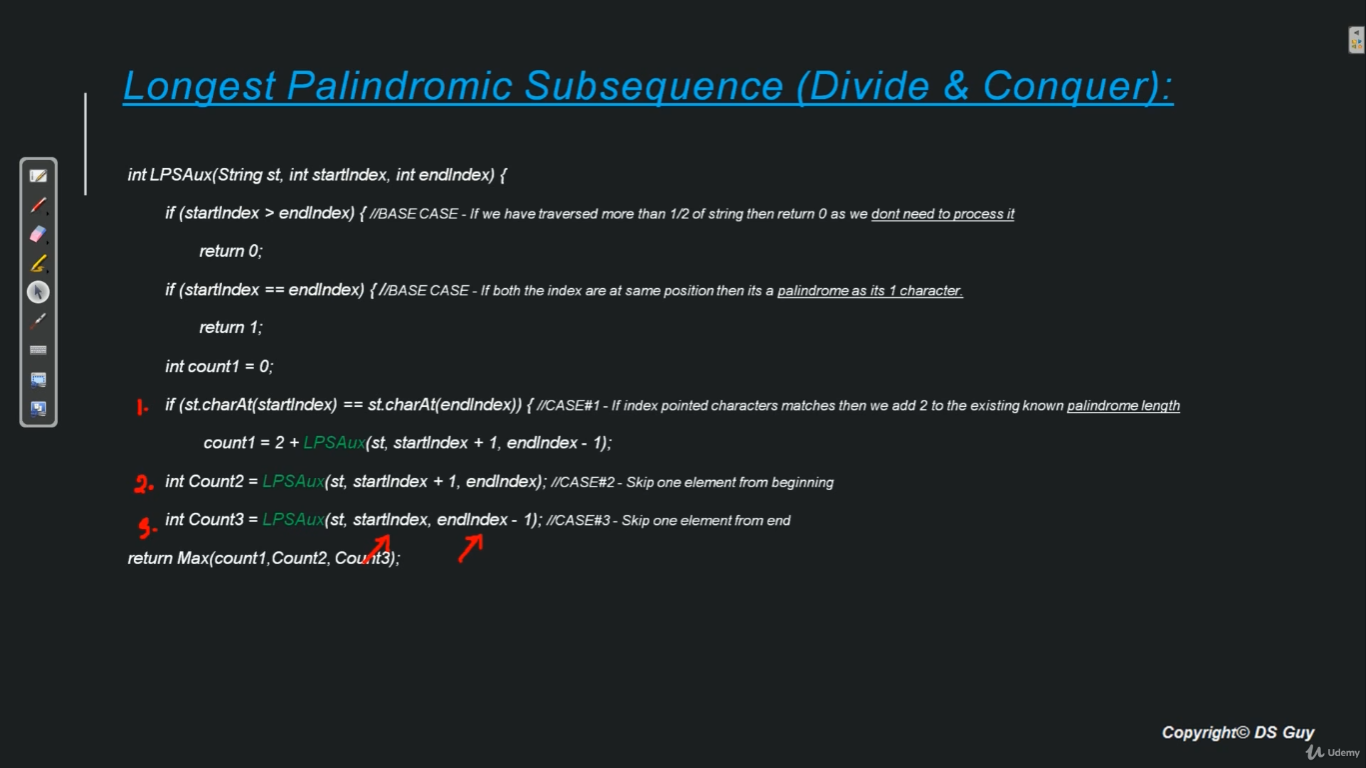 Longest Palindromic Subsequence (Divide & Conquer):
int LPSAux(String st, int startIndex, int endIndex) {
if (startIndex > endIndex) { //BASE CASE - If we have traversed more than 1/2 of string then return 0 as we dont need to process it
return 0;
if (startIndex == endIndex) { //BASE CASE - If both the index are at same position then its a palindrome as its 1 character.
return 1;
int count1 = 0;
1. if (st.charAt(startIndex) == st.charAt(endIndex)) { //CASE#1 - If index pointed characters matches then we add 2 to the existing known palindrome length
count1 = 2 + LPSAux(st, startIndex + 1, endIndex - 1);
2. int Count2 = LPSAux(st, startIndex + 1, endIndex); //CASE#2 - Skip one element from beginning
3. int Count3 = LPSAux(st, startIndex, endIndex - 1); //CASE#3 - Skip one element from end
return Max(count1,Count2, Count3);
Copyright© DS Guy
Udemy